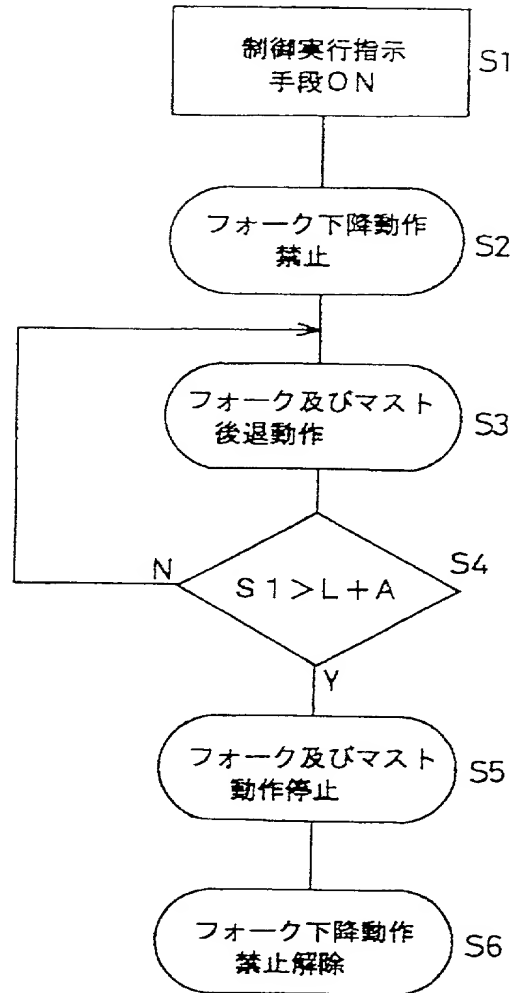 制御実行指示
手段ON
S1
フォーク下降動作
禁止
S2
フォーク及びマスト
後退動作
S3
N
S1>L+A
S4
Y
フォーク及びマスト
動作停止
S5
フォーク下降動作
禁止解除
S6